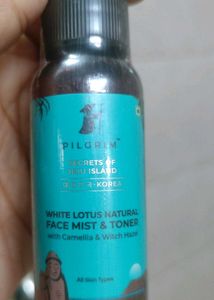 PILGRIM
SECRETS OF
JEJU ISLAND
KOREA
WHITE LOTUS NATURAL
FACE MIST & TONER
with Camellia & Witch Hazel
All Skin Types